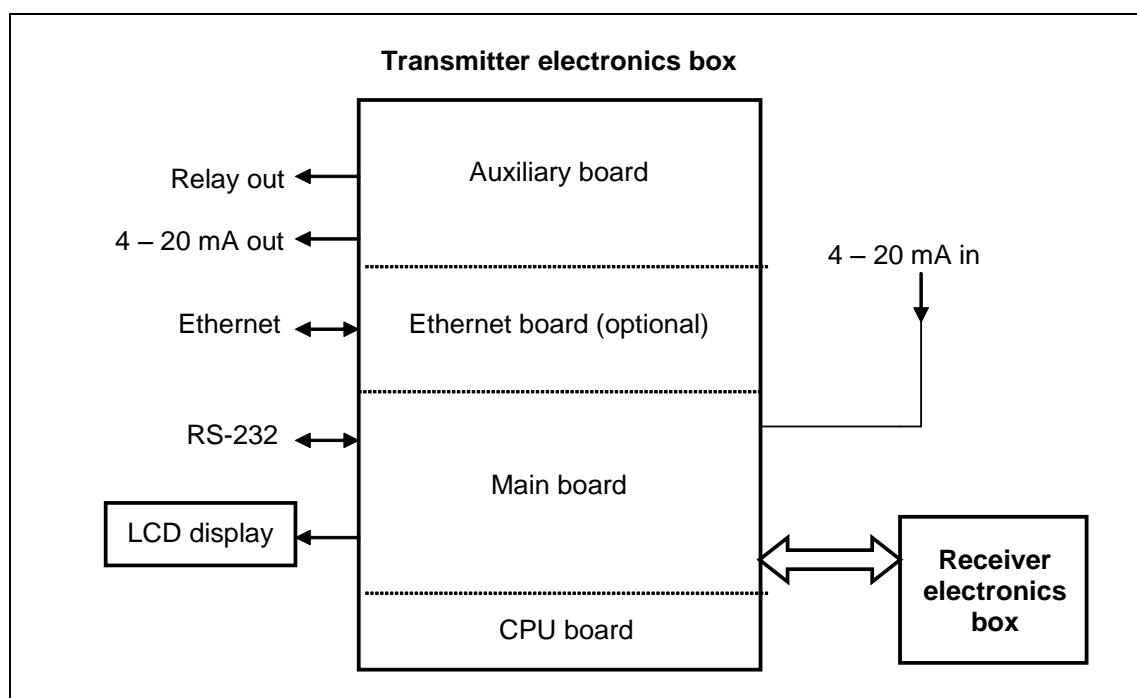 Transmitter electronics box
Auxiliary board
Relay out
4 – 20 mA out
4 – 20 mA in
Ethernet
Ethernet board (optional)
RS-232
Main board
LCD display
Receiver
electronics
box
CPU board